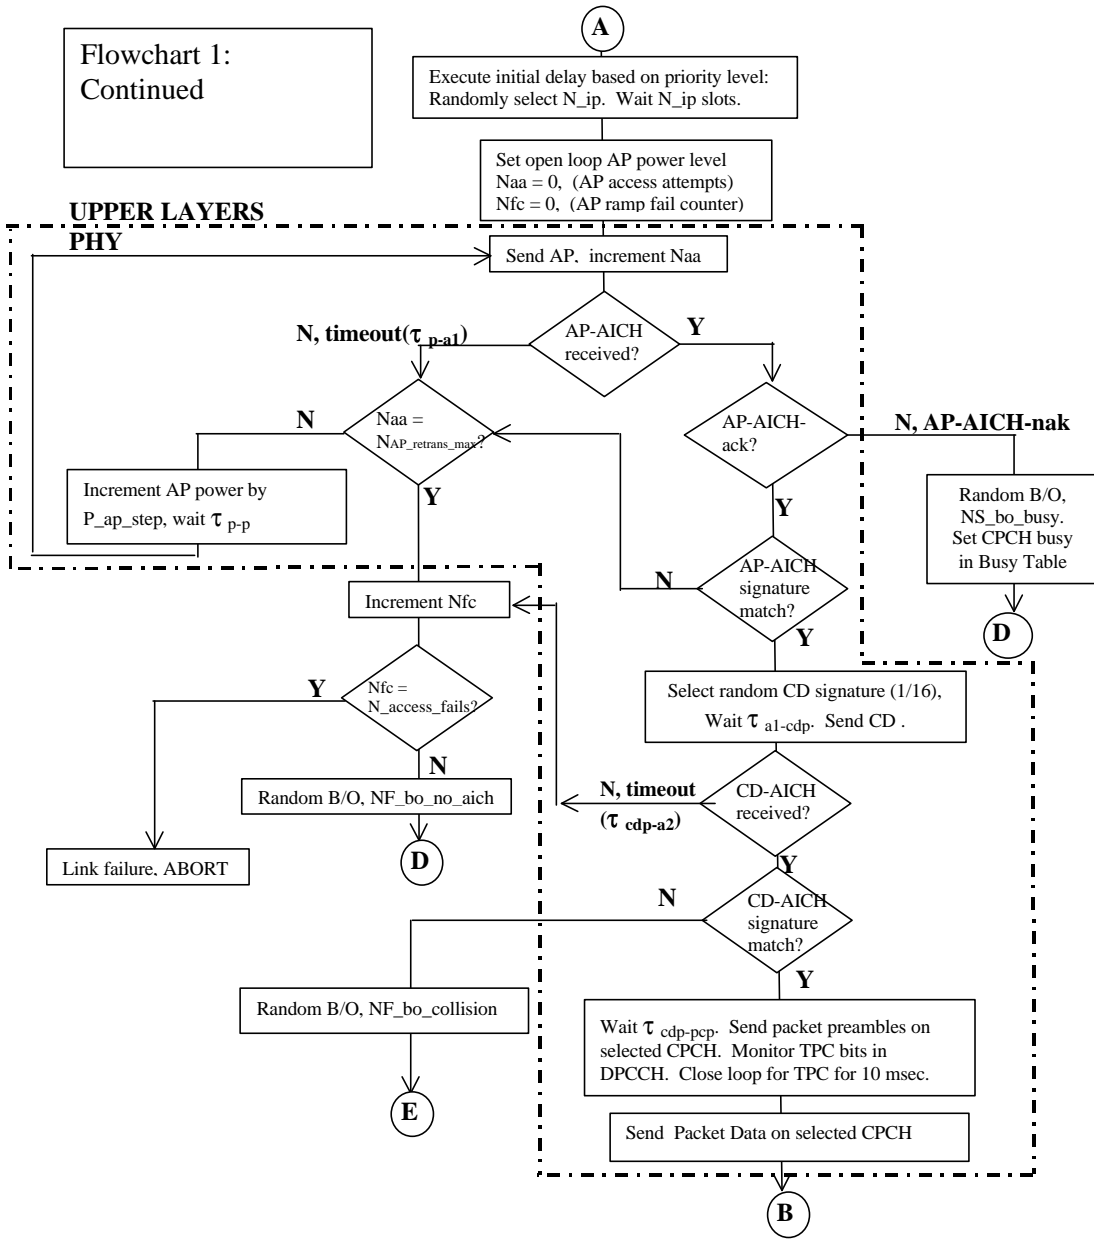 A
Flowchart 1:
Continued
Execute initial delay based on priority level:
Randomly select N_ip. Wait N_ip slots.
Set open loop AP power level
Naa = 0, (AP access attempts)
Nfc = 0, (AP ramp fail counter)
UPPER LAYERS
PHY
Send AP, increment Naa
N, timeout(τ p-a1)
AP-AICH
received?
Y
N
Naa =
NAP_retrans_max?
AP-AICH-
ack?
N, AP-AICH-nak
Increment AP power by
P_ap_step, wait τ p-p
Y
Y
Random B/O,
NS_bo_busy.
Set CPCH busy
in Busy Table
N
AP-AICH
signature
match?
Increment Nfc
Y
D
Y
Nfc =
N_access_fails?
Select random CD signature (1/16),
Wait τ a1-cdp. Send CD .
N
Random B/O, NF_bo_no_aich
N, timeout
(τ cdp-a2)
CD-AICH
received?
Link failure, ABORT
D
Y
N
CD-AICH
signature
match?
Y
Random B/O, NF_bo_collision
Wait τ cdp-pcp. Send packet preambles on
selected CPCH. Monitor TPC bits in
DPCCH. Close loop for TPC for 10 msec.
E
Send Packet Data on selected CPCH
B